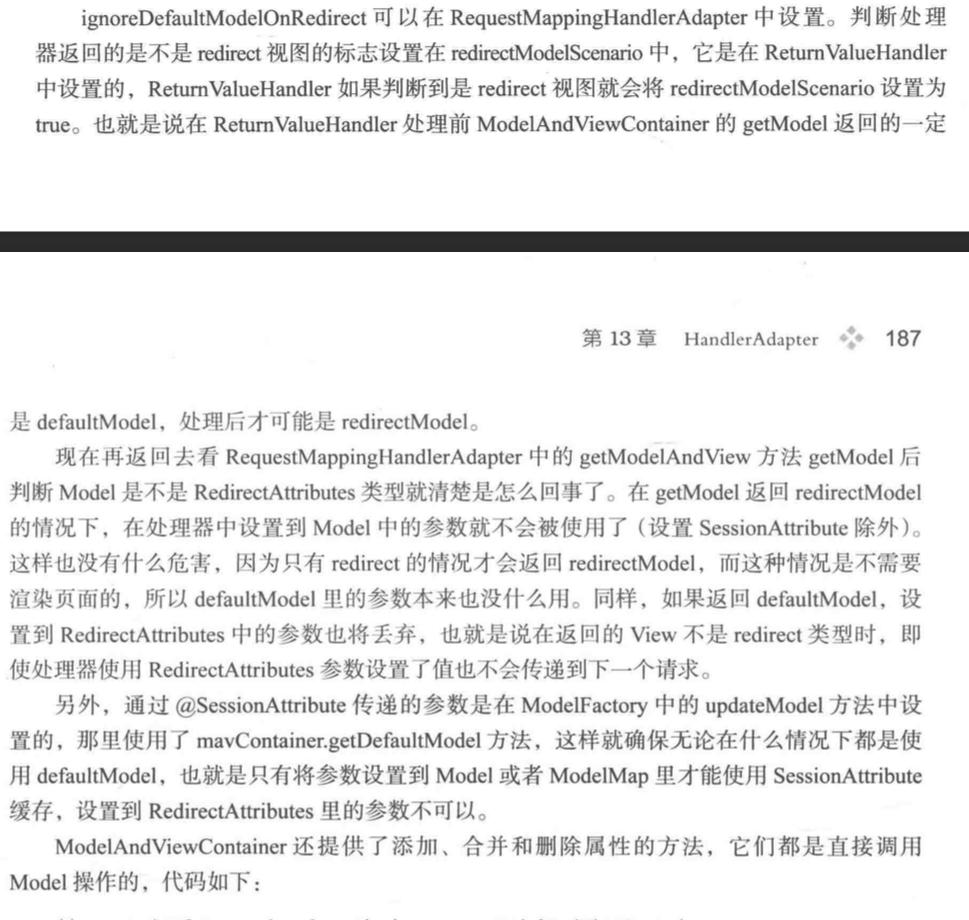 ignoreDefaultModelOnRedirect 可以在 RequestMappingHandlerAdapter 中设置。判断处理
器返回的是不是 redirect 视图的标志设置在 redirectModelScenario 中，它是在 ReturnValueHandler
中设置的，ReturnValueHandler 如果判断到是 redirect 视图就会将 redirectModelScenario 设置为
true。也就是说在 ReturnValueHandler 处理前 ModelAndViewContainer 的 getModel 返回的一定
第 13 章 HandlerAdapter 187
是 defaultModel，处理后才可能是 redirectModel。
现在再返回去看 RequestMappingHandlerAdapter 中的 getModelAndView 方法 getModel 后
判断 Model 是不是 RedirectAttributes 类型就清楚是怎么回事了。在 getModel 返回 redirectModel
的情况下，在处理器中设置到 Model 中的参数就不会被使用了（设置 SessionAttribute 除外）。
这样也没有什么危害，因为只有 redirect 的情况才会返回 redirectModel，而这种情况是不需要
渲染页面的，所以 defaultModel 里的参数本来也没什么用。同样，如果返回 defaultModel，设
置到 RedirectAttributes 中的参数也将丢弃，也就是说在返回的 View 不是 redirect 类型时，即
使处理器使用 RedirectAttributes 参数设置了值也不会传递到下一个请求。
另外，通过 @SessionAttribute 传递的参数是在 ModelFactory 中的 updateModel 方法中设
置的，那里使用了 mavContainer.getDefaultModel 方法，这样就确保无论在什么情况下都是使
用 defaultModel，也就是只有将参数设置到 Model 或者 ModelMap 里才能使用 SessionAttribute
缓存，设置到 RedirectAttributes 里的参数不可以。
ModelAndViewContainer 还提供了添加、合并和删除属性的方法，它们都是直接调用
Model 操作的，代码如下：